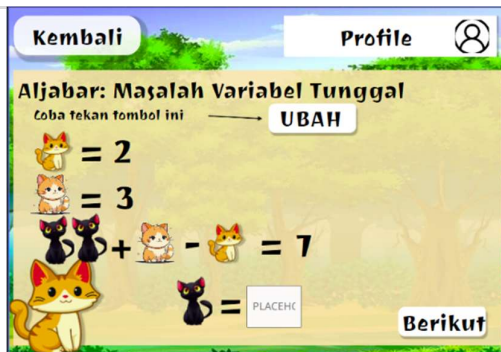 Kembali
Profile
Aljabar: Masalah Variabel Tunggal
Coba tekan tombol ini
UBAH
= 2
= 3
+ - = 7
= PLACEHO
Berikut